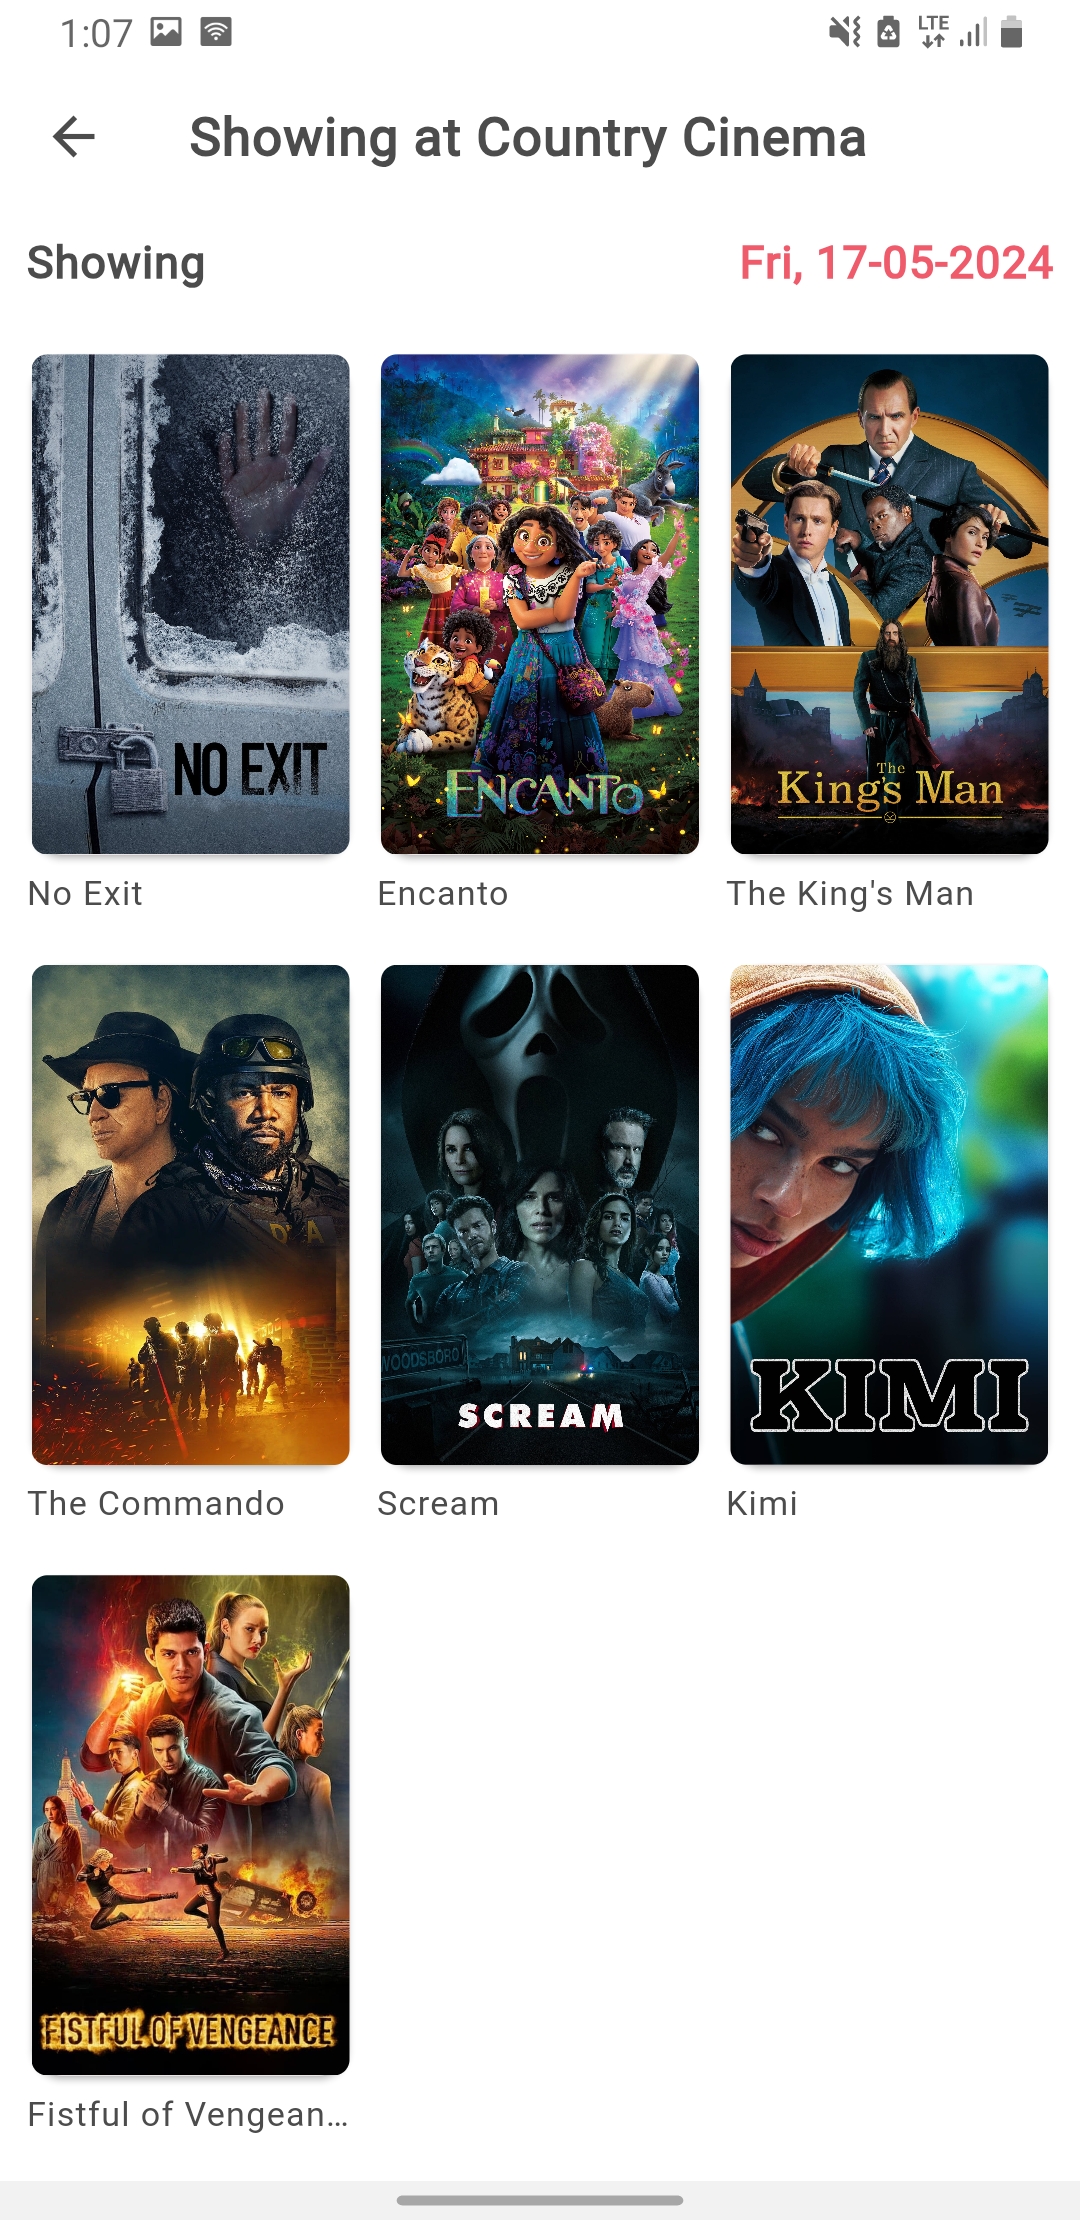 1:07
LTE
Showing at Country Cinema
Showing
Fri, 17-05-2024
NO EXIT
ENCANTO
The
King's Man
No Exit
Encanto
The King's Man
WOODSBORO
SCREAM
KIMI
The Commando
Scream
Kimi
FISTFUL OF VENGEANCE
Fistful of Vengean...